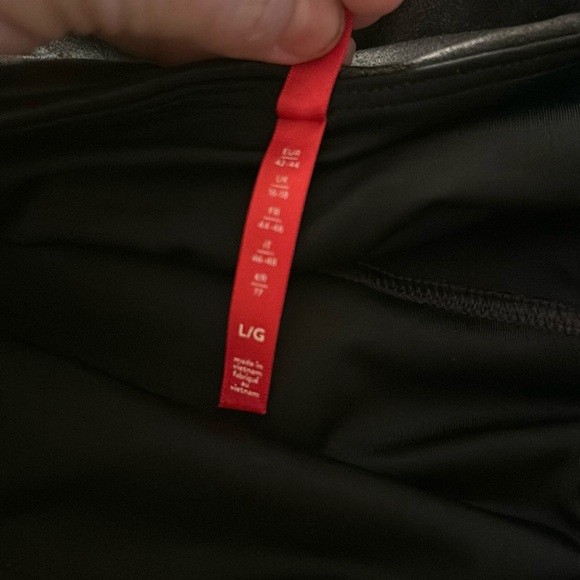 EUR
42-44
UK
16-18
FR
44-46
IT
46-48
KR
77
L/G
made in
vietnam
fabriqué
au
vietnam